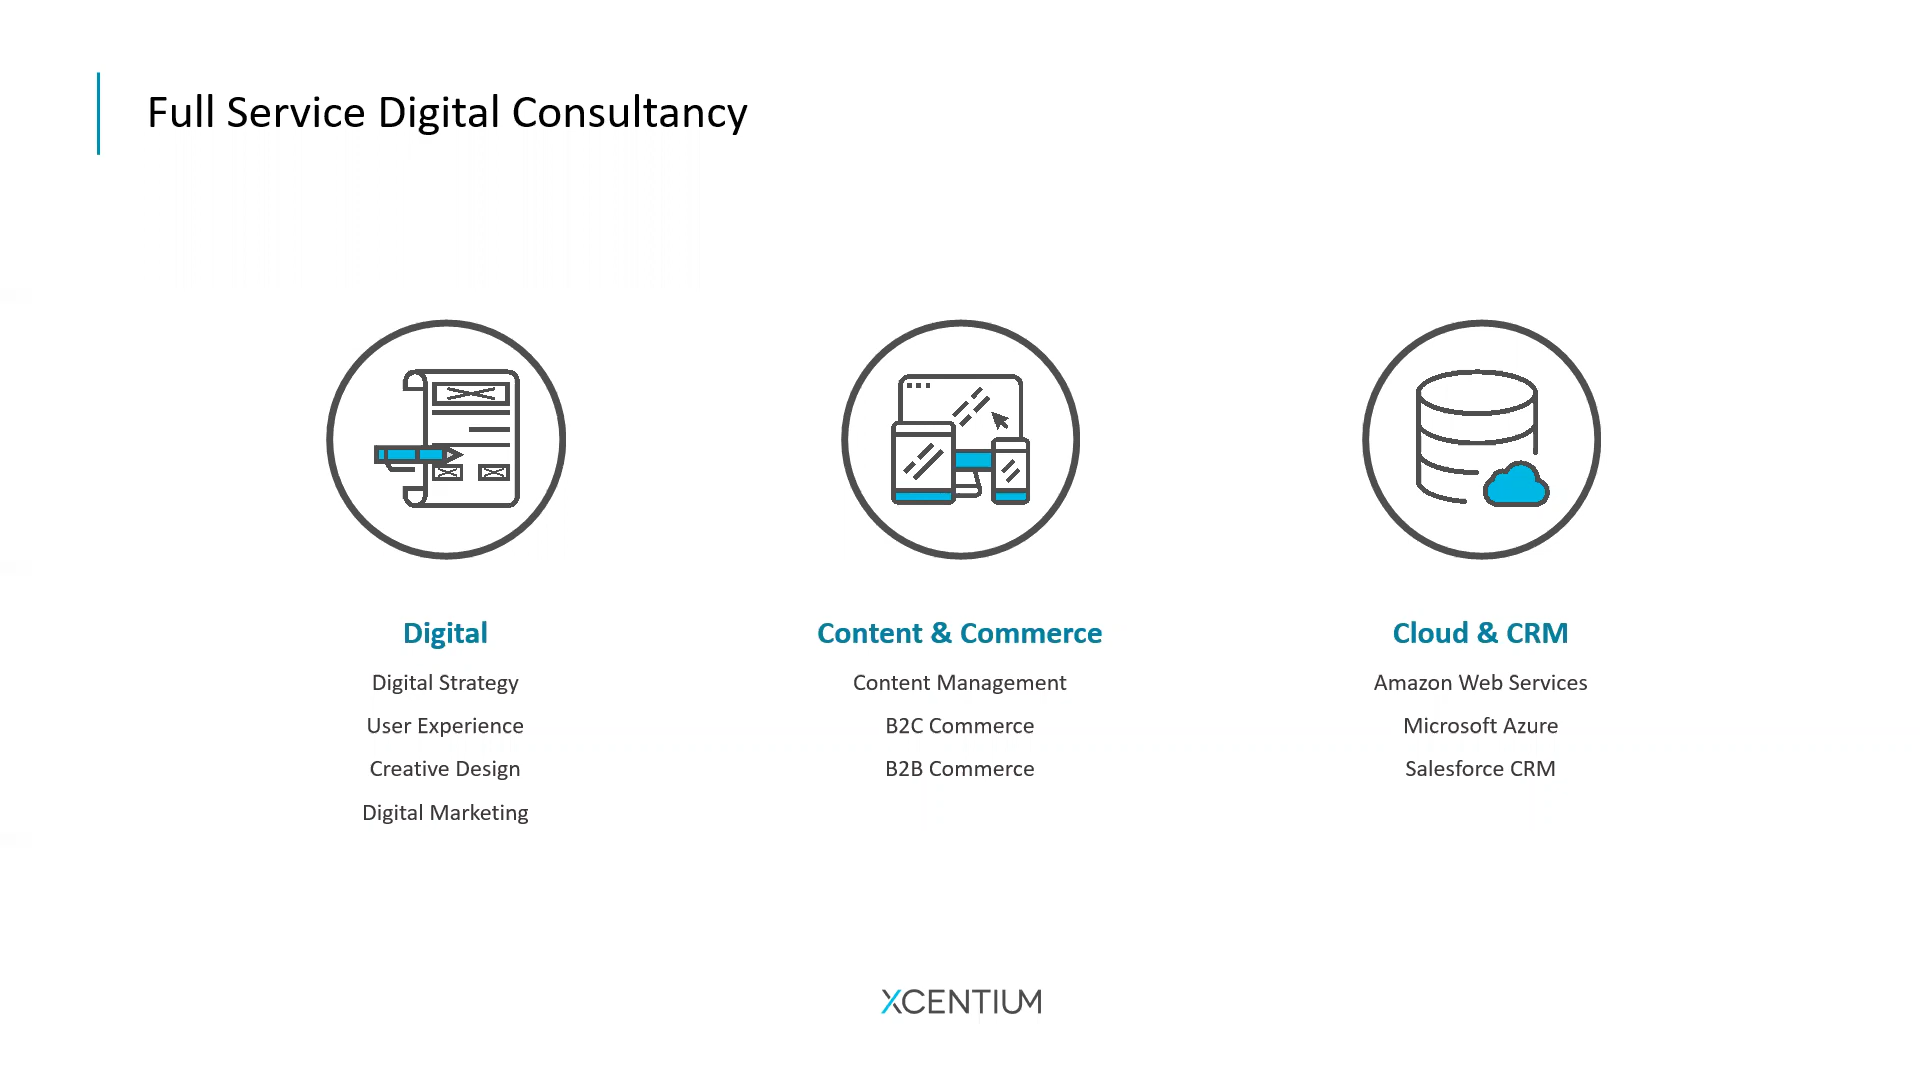 Full Service Digital Consultancy
Digital
Digital Strategy
User Experience
Creative Design
Digital Marketing
Content & Commerce
Content Management
B2C Commerce
B2B Commerce
Cloud & CRM
Amazon Web Services
Microsoft Azure
Salesforce CRM
XCENTIUM